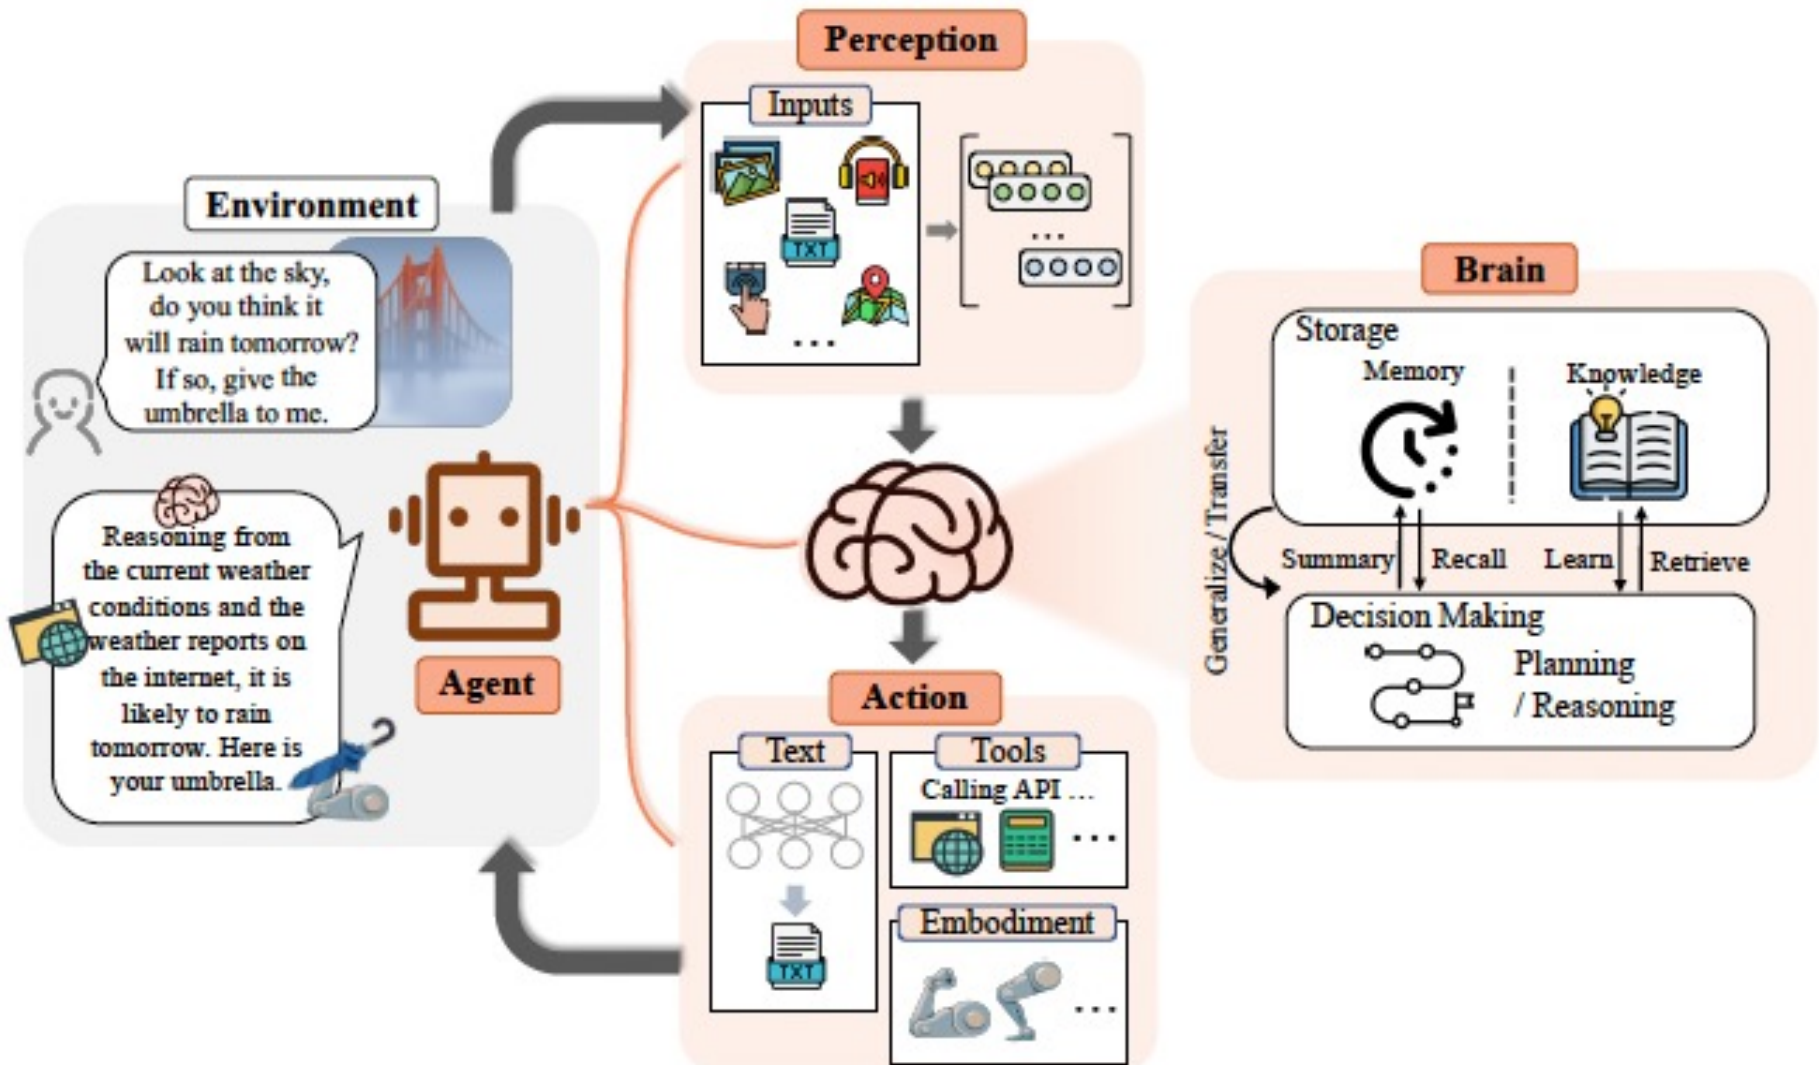 Perception
Inputs
TXT
...
...
Environment
Look at the sky,
do you think it
will rain tomorrow?
If so, give the
umbrella to me.
Reasoning from
the current weather
conditions and the
weather reports on
the internet, it is
likely to rain
tomorrow. Here is
your umbrella.
Agent
Brain
Storage
Memory
Knowledge
Generalize / Transfer
Summary
Recall
Learn
Retrieve
Decision Making
Planning
/ Reasoning
Action
Text
TXT
Tools
Calling API ...
...
Embodiment
...